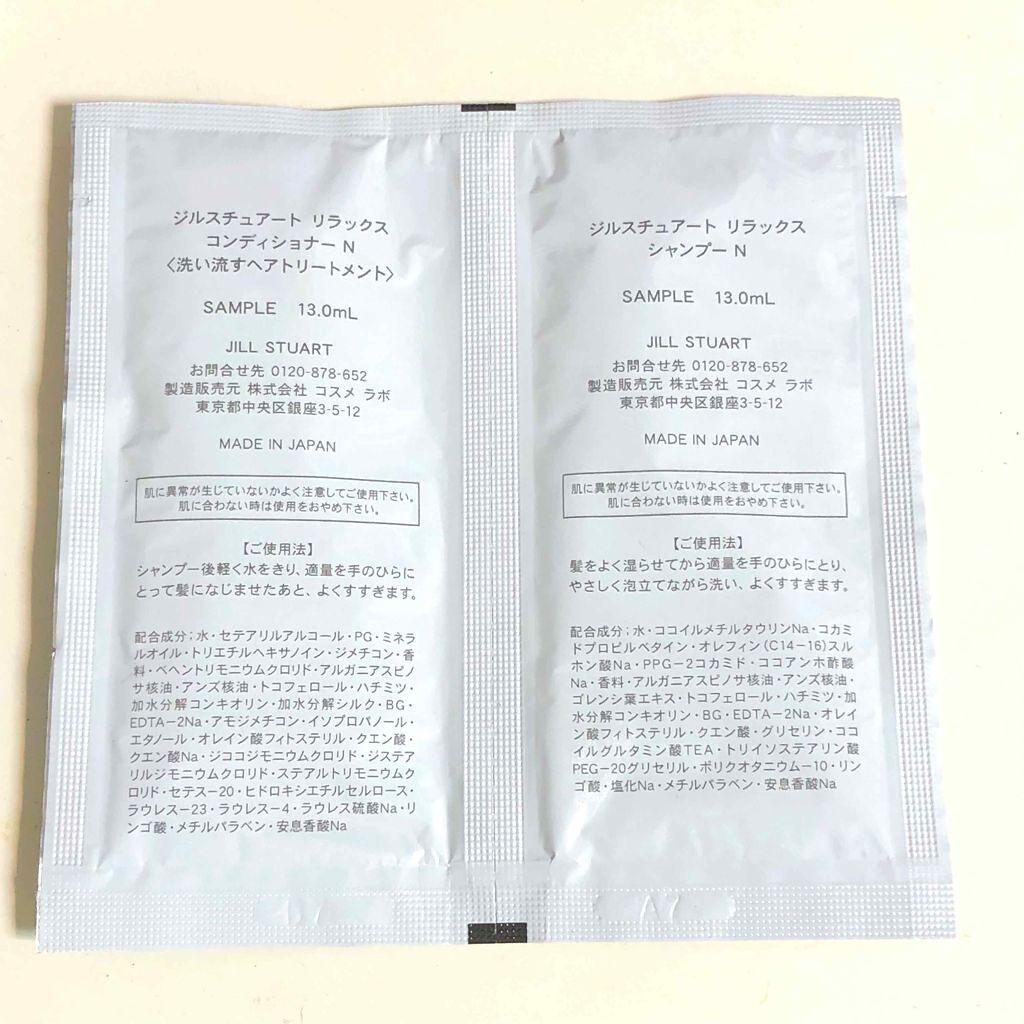 ジルスチュアート リラックス
コンディショナー N
〈洗い流すヘアトリートメント〉
SAMPLE 13.0mL
JILL STUART
お問合せ先 0120-878-652
製造販売元 株式会社 コスメ ラボ
東京都中央区銀座3-5-12
MADE IN JAPAN
肌に異常が生じていないかよく注意してご使用下さい。
肌に合わない時は使用をおやめ下さい。
【ご使用法】
シャンプー後軽く水をきり、適量を手のひらに
とって髪になじませたあと、よくすすぎます。
配合成分；水・セテアリルアルコール・PG・ミネラ
ルオイル・トリエチルヘキサノイン・ジメチコン・香
料・ベヘントリモニウムクロリド・アルガニアスピノ
サ核油・アンズ核油・トコフェロール・ハチミツ・
加水分解コンキオリン・加水分解シルク・BG・
EDTA−2Na・アモジメチコン・イソプロパノール・
エタノール・オレイン酸フィトステリル・クエン酸・
クエン酸Na・ジココジモニウムクロリド・ジステア
リルジモニウムクロリド・ステアルトリモニウムク
ロリド・セテス−20・ヒドロキシエチルセルロース・
ラウレス−23・ラウレス−4・ラウレス硫酸Na・リ
ンゴ酸・メチルパラベン・安息香酸Na
ジルスチュアート リラックス
シャンプー N
SAMPLE 13.0mL
JILL STUART
お問合せ先 0120-878-652
製造販売元 株式会社 コスメ ラボ
東京都中央区銀座3-5-12
MADE IN JAPAN
肌に異常が生じていないかよく注意してご使用下さい。
肌に合わない時は使用をおやめ下さい。
【ご使用法】
髪をよく湿らせてから適量を手のひらにとり、
やさしく泡立てながら洗い、よくすすぎます。
配合成分；水・ココイルメチルタウリンNa・コカミ
ドプロピルベタイン・オレフィン（C14−16）スル
ホン酸Na・PPG−2コカミド・ココアンホ酢酸
Na・香料・アルガニアスピノサ核油・アンズ核油・
ゴレンシ葉エキス・トコフェロール・ハチミツ・加
水分解コンキオリン・BG・EDTA−2Na・オレイ
ン酸フィトステリル・クエン酸・グリセリン・ココ
イルグルタミン酸TEA・トリイソステアリン酸
PEG−20グリセリル・ポリクオタニウム−10・リン
ゴ酸・塩化Na・メチルパラベン・安息香酸Na